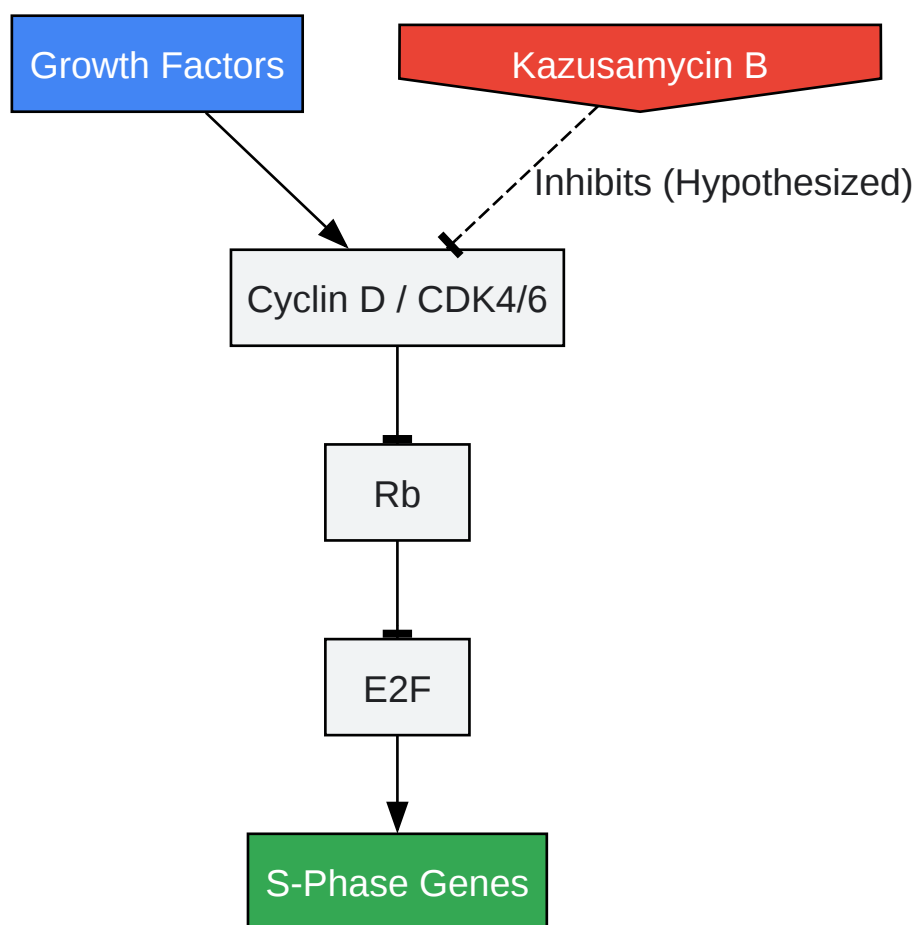 Growth Factors
Kazusamycin B
Inhibits (Hypothesized)
Cyclin D / CDK4/6
Rb
E2F
S-Phase Genes